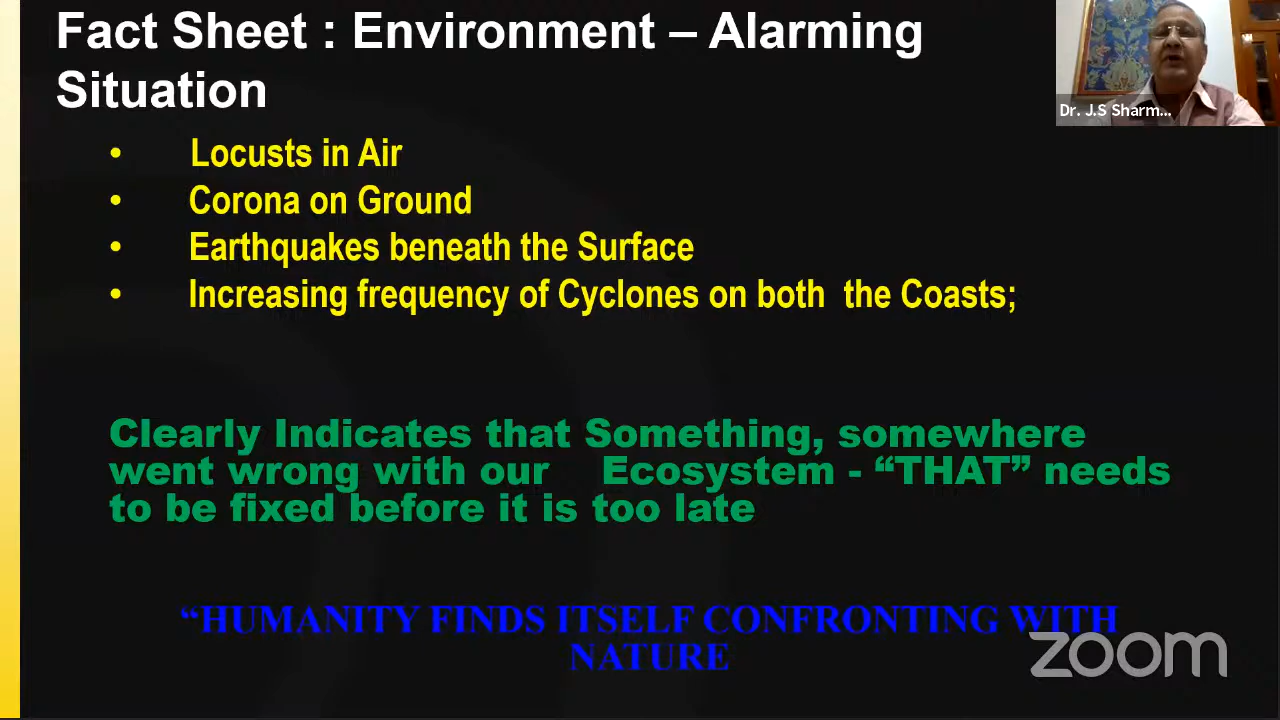 Fact Sheet : Environment – Alarming
Situation
Dr. J.S Sharm...
• Locusts in Air
• Corona on Ground
• Earthquakes beneath the Surface
• Increasing frequency of Cyclones on both the Coasts;
Clearly Indicates that Something, somewhere
went wrong with our Ecosystem - “THAT” needs
to be fixed before it is too late
“HUMANITY FINDS ITSELF CONFRONTING WITH
NATURE
zoom